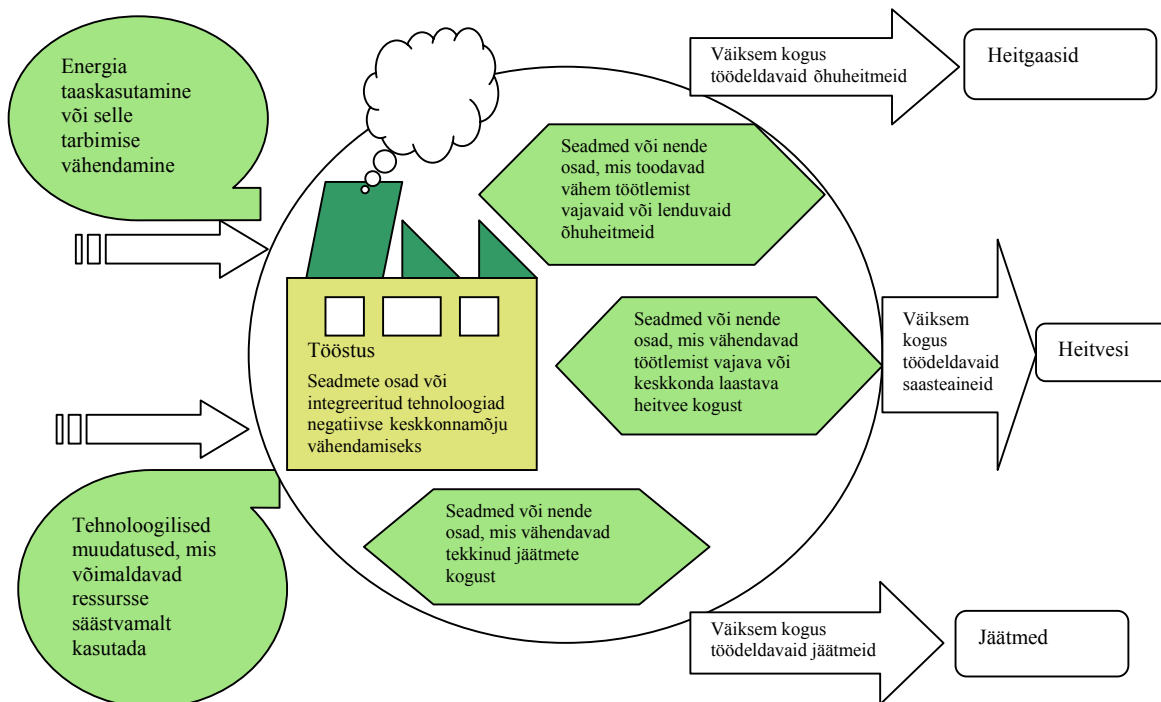 Energia
taaskasutamine
või selle
tarbimise
vähendamine
Väiksem kogus
töödeldavaid õhuheitmeid
Heitgaasid
Seadmed või nende
osad, mis toodavad
vähem töötlemist
vajavaid või lenduvaid
õhuheitmeid
Tööstus
Seadmete osad või
integreeritud tehnoloogiad
negatiivse keskkonnamõju
vähendamiseks
Seadmed või nende
osad, mis vähendavad
töötlemist vajava või
keskkonda laastava
heitvee kogust
Väiksem
kogus
töödeldavaid
saasteaineid
Heitvesi
Tehnoloogilised
muudatused, mis
võimaldavad
ressursse
säästvamalt
kasutada
Seadmed või nende
osad, mis vähendavad
tekkinud jäätmete
kogust
Väiksem kogus
töödeldavaid jäätmeid
Jäätmed